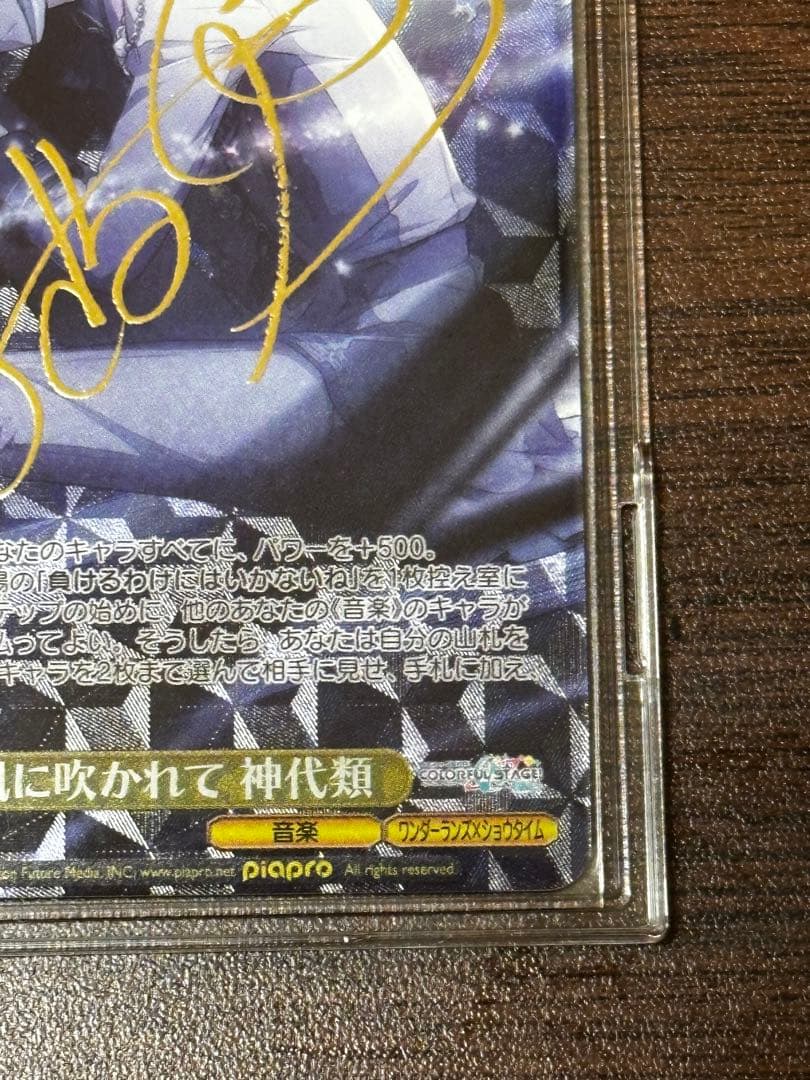 なたのキャラすべてに、パワーを+500。
の「負けるわけにはいかないね」を1枚控え室に
テップの始めに、他のあなたの《音楽》のキャラが
払ってよい。そうしたら、あなたは自分の山札を
キャラを2枚まで選んで相手に見せ、手札に加え、
に吹かれて 神代類
COLORFUL STAGE!
音楽
ワンダーランズ×ショウタイム
on Future Media, INC. www.piapro.net piapro All rights reserved.